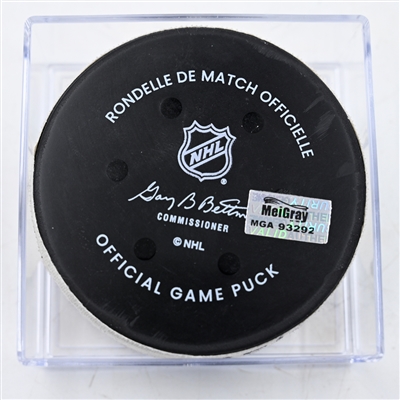 RONDELLE DE MATCH OFFICIELLE
NHL
Gary B Bettman
COMMISSIONER
© NHL
OFFICIAL GAME PUCK
MeiGray
MGA 93292